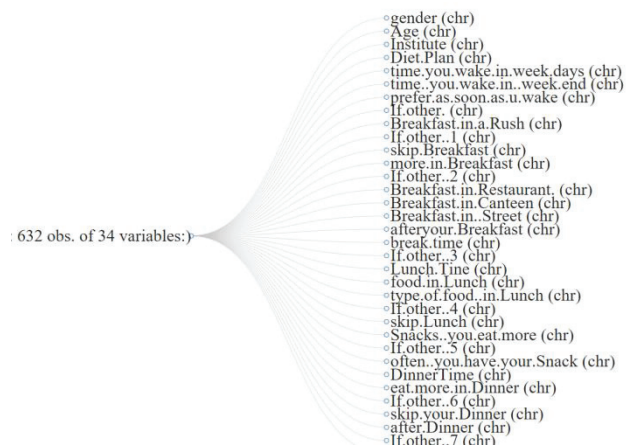 gender (chr)
Age (chr)
Institute (chr)
Diet.Plan (chr)
time.you.wake.in.week.days (chr)
time..you.wake.in..week.end (chr)
prefer.as.soon.as.u.wake (chr)
If.other. (chr)
Breakfast.in.a.Rush (chr)
If.other..1 (chr)
skip.Breakfast (chr)
more.in.Breakfast (chr)
If.other..2 (chr)
Breakfast.in.Restaurant. (chr)
Breakfast.in.Canteen (chr)
Breakfast.in..Street (chr)
: 632 obs. of 34 variables:)
afteryour.Breakfast (chr)
break.time (chr)
If.other..3 (chr)
Lunch.Tine (chr)
food.in.Lunch (chr)
type.of.food..in.Lunch (chr)
If.other..4 (chr)
skip.Lunch (chr)
Snacks..you.eat.more (chr)
If.other..5 (chr)
often..you.have.your.Snack (chr)
DinnerTime (chr)
eat.more.in.Dinner (chr)
If.other..6 (chr)
skip.your.Dinner (chr)
after.Dinner (chr)
If.other..7 (chr)